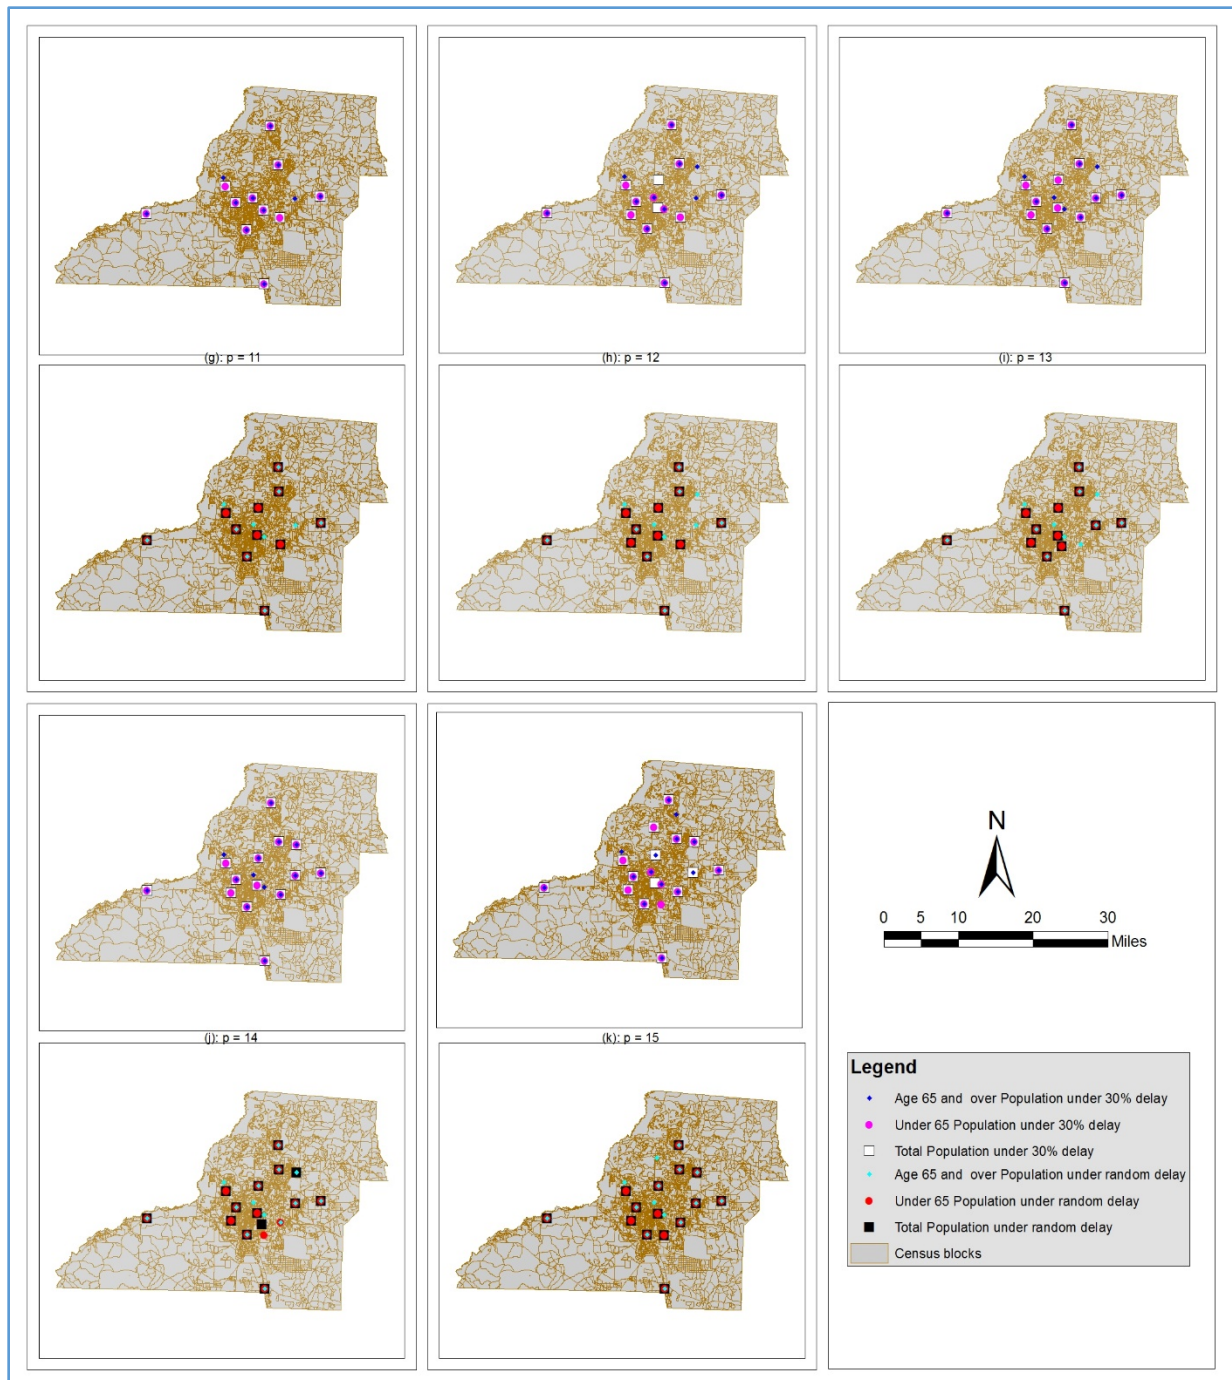 (g): p = 11
(h): p = 12
(i): p = 13
(j): p = 14
(k): p = 15
N
0 5 10 20 30
Miles
Legend
Age 65 and over Population under 30% delay
Under 65 Population under 30% delay
Total Population under 30% delay
Age 65 and over Population under random delay
Under 65 Population under random delay
Total Population under random delay
Census blocks